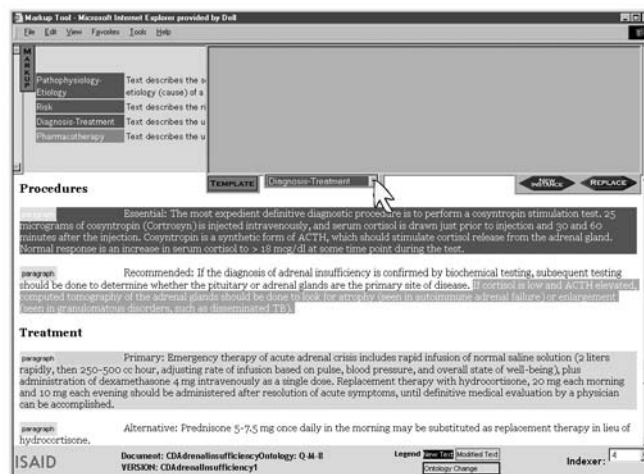 Markup Tool - Microsoft Internet Explorer provided by Dell
File Edit View Favorites Tools Help
MARKUP
Pathophysiology- Text describes the
Etiology etiology (cause) of a
Risk Text describes the ri
Diagnosis-Treatment Text describes the u
Pharmacotherapy Text describes the u
TEMPLATE Diagnosis-Treatment NEW INSTANCE REPLACE
Procedures
paragraph Essential: The most expedient definitive diagnostic procedure is to perform a cosyntropin stimulation test. 25
micrograms of cosyntropin (Cortrosyn) is injected intravenously, and serum cortisol is drawn just prior to injection and 30 and 60
minutes after the injection. Cosyntropin is a synthetic form of ACTH, which should stimulate cortisol release from the adrenal gland.
Normal response is an increase in serum cortisol to > 18 mcg/dl at some time point during the test.
paragraph Recommended: If the diagnosis of adrenal insufficiency is confirmed by biochemical testing, subsequent testing
should be done to determine whether the pituitary or adrenal glands are the primary site of disease. If cortisol is low and ACTH elevated,
computed tomography of the adrenal glands should be done to look for atrophy (seen in autoimmune adrenal failure) or enlargement
(seen in granulomatous disorders, such as disseminated TB).
Treatment
paragraph Primary: Emergency therapy of acute adrenal crisis includes rapid infusion of normal saline solution (2 liters
rapidly, then 250-500 cc hour, adjusting rate of infusion based on pulse, blood pressure, and overall state of well-being), plus
administration of dexamethasone 4 mg intravenously as a single dose. Replacement therapy with hydrocortisone, 20 mg each morning
and 10 mg each evening should be administered after resolution of acute symptoms, until definitive medical evaluation by a physician
can be accomplished.
paragraph Alternative: Prednisone 5-7.5 mg once daily in the morning may be substituted as replacement therapy in lieu of
hydrocortisone.
ISAID
Document: CDAdrenalInsufficiencyOntology: Q-M-R
VERSION: CDAdrenalInsufficiency1
Legend New Text Modified Text
Ontology Change
Indexer: 4